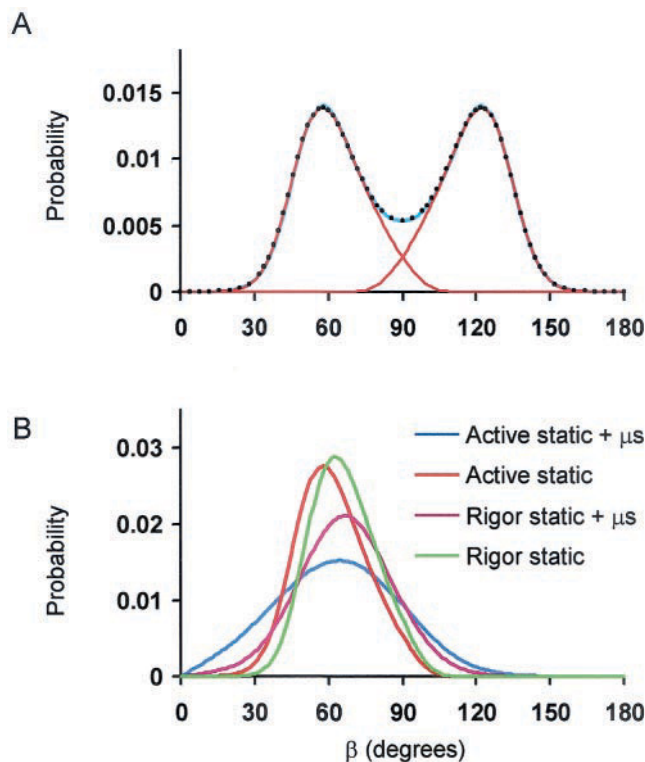 A
Probability
0.015
0.01
0.005
0
0 30 60 90 120 150 180
B
Probability
0.03
0.02
0.01
0
Active static + μs
Active static
Rigor static + μs
Rigor static
0 30 60 90 120 150 180
β (degrees)